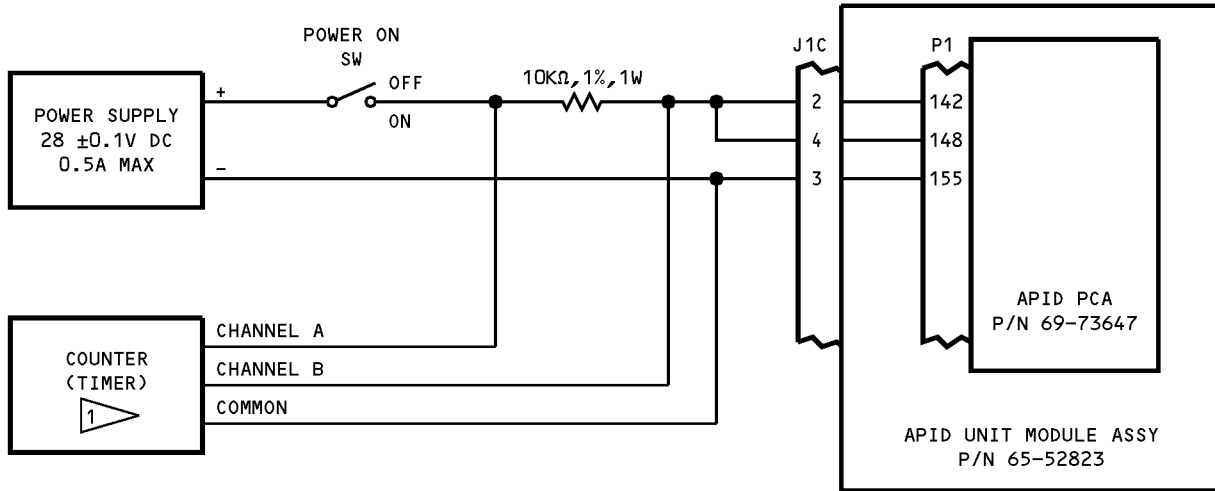 POWER ON
SW
OFF
ON
10KΩ,1%,1W
J1C
P1
+
POWER SUPPLY
28 ±0.1V DC
0.5A MAX
–
2
142
4
148
3
155
APID PCA
P/N 69-73647
CHANNEL A
COUNTER
(TIMER)
1
CHANNEL B
COMMON
APID UNIT MODULE ASSY
P/N 65-52823